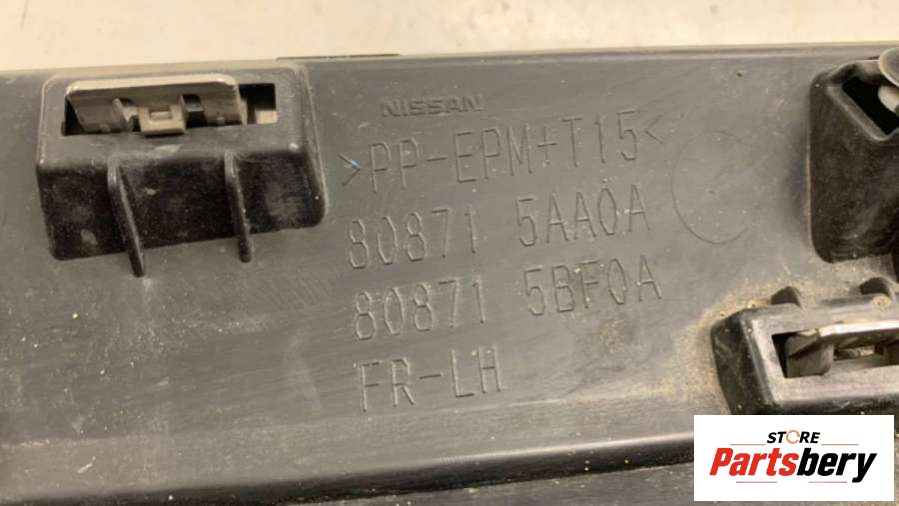 NISSAN
>PP-EPM+T15<
80871 5AA0A
80871 5BF0A
FR-LH
STORE
Partsbery